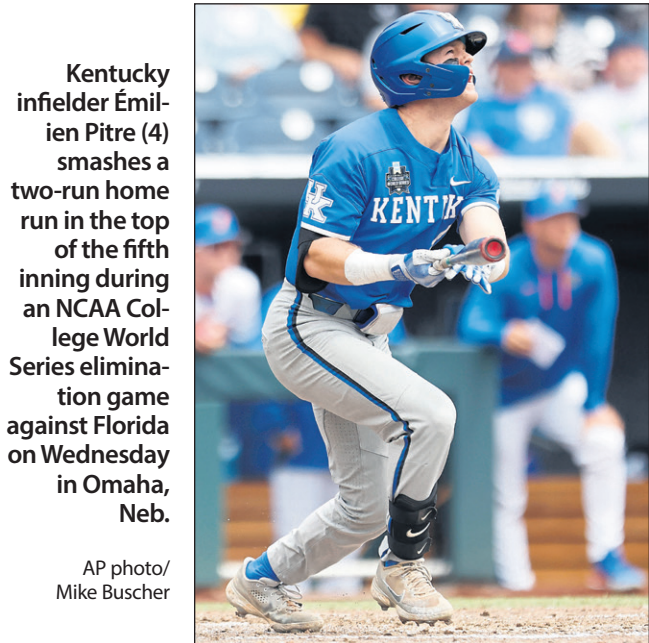 Kentucky
infielder Émil-
ien Pitre (4)
smashes a
two-run home
run in the top
of the fifth
inning during
an NCAA Col-
lege World
Series elimina-
tion game
against Florida
on Wednesday
in Omaha,
Neb.
AP photo/
Mike Buscher
KENT